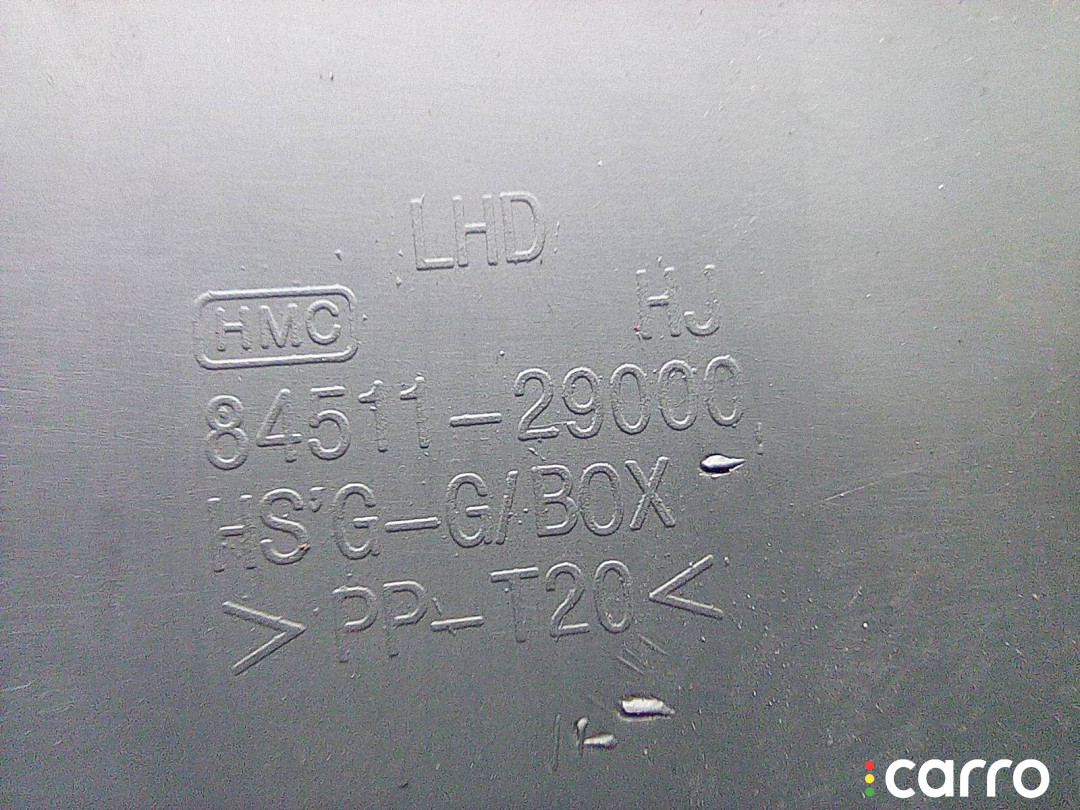 LHD
HJ
HMC
84511-29000
HS'G-G/BOX
>PP-T20<
carro